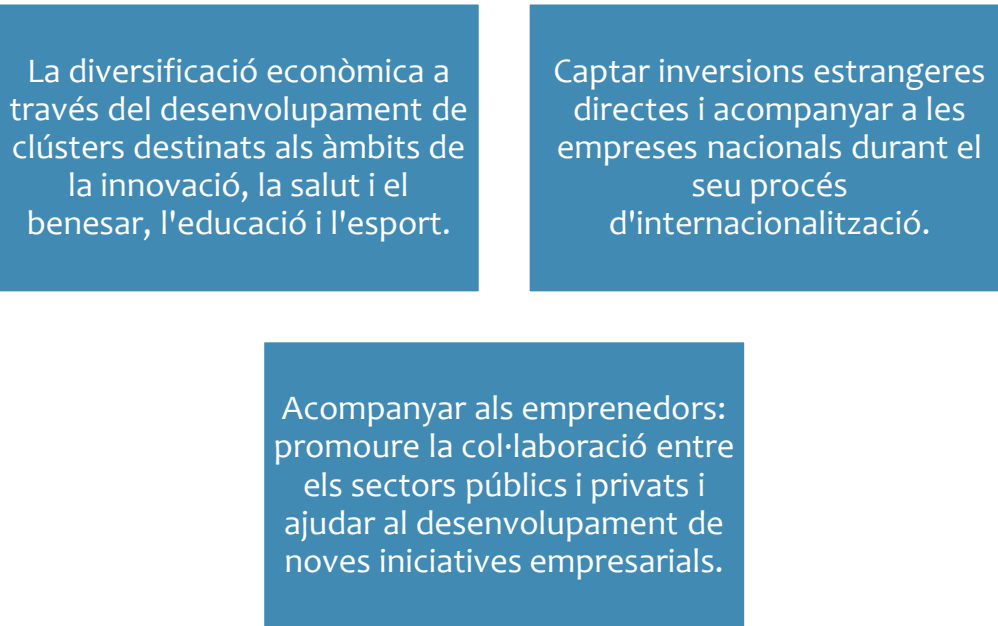 La diversificació econòmica a
través del desenvolupament de
clústers destinats als àmbits de
la innovació, la salut i el
benesar, l'educació i l'esport.
Captar inversions estrangeres
directes i acompanyar a les
empreses nacionals durant el
seu procés
d'internacionalització.
Acompanyar als emprenedors:
promoure la col·laboració entre
els sectors públics i privats i
ajudar al desenvolupament de
noves iniciatives empresarials.